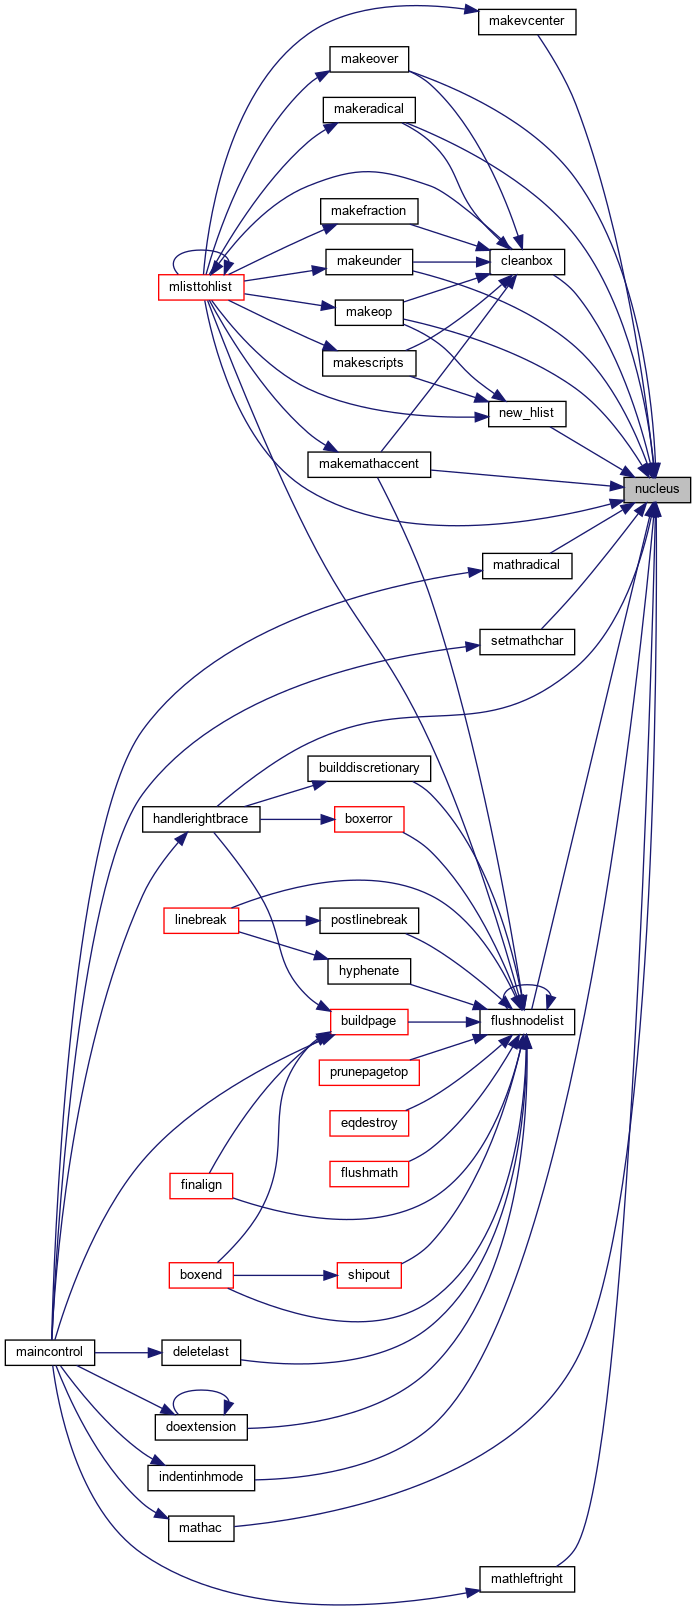 makevcenter
makeover
makeradical
makefraction
makeunder
cleanbox
mlisttohlist
makeop
makescripts
new_hlist
makemathaccent
nucleus
mathradical
setmathchar
builddiscretionary
handlerightbrace
boxerror
linebreak
postlinebreak
hyphenate
buildpage
flushnodelist
prunepagetop
eqdestroy
flushmath
finalign
boxend
shipout
maincontrol
deletelast
doextension
indentinhmode
mathac
mathleftright